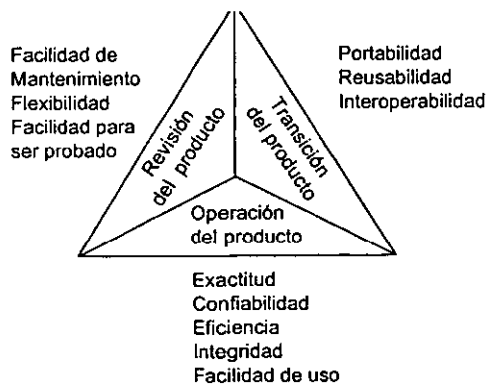 Facilidad de
Mantenimiento
Flexibilidad
Facilidad para
ser probado
Portabilidad
Reusabilidad
Interoperabilidad
Revisión
del producto
Transición
del producto
Operación
del producto
Exactitud
Confiabilidad
Eficiencia
Integridad
Facilidad de uso